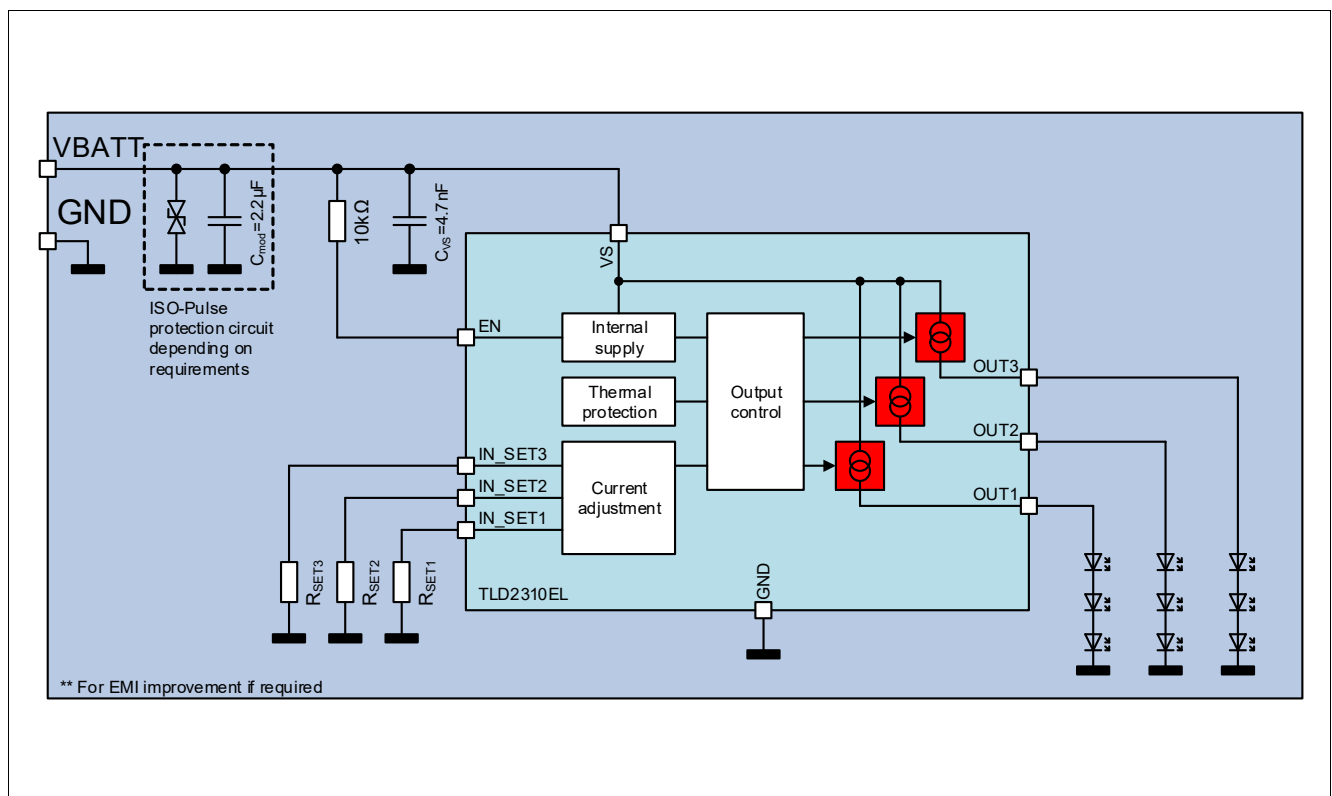 VBATT
GND
Cmod=2.2µF
10kΩ
CVS=4.7nF
ISO-Pulse
protection circuit
depending on
requirements
VS
EN
Internal
supply
Thermal
protection
Output
control
OUT3
OUT2
OUT1
IN_SET3
IN_SET2
IN_SET1
Current
adjustment
RSET3
RSET2
RSET1
TLD2310EL
GND
** For EMI improvement if required